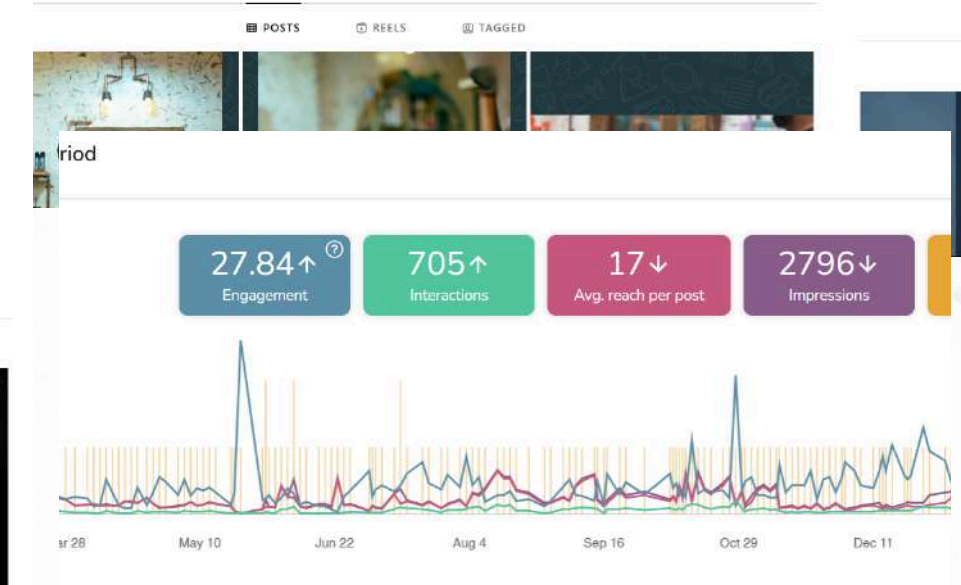 POSTS REELS TAGGED
riod
27.84↑ ? 705↑ 17↓ 2796↓
Engagement Interactions Avg. reach per post Impressions
ar 28 May 10 Jun 22 Aug 4 Sep 16 Oct 29 Dec 11